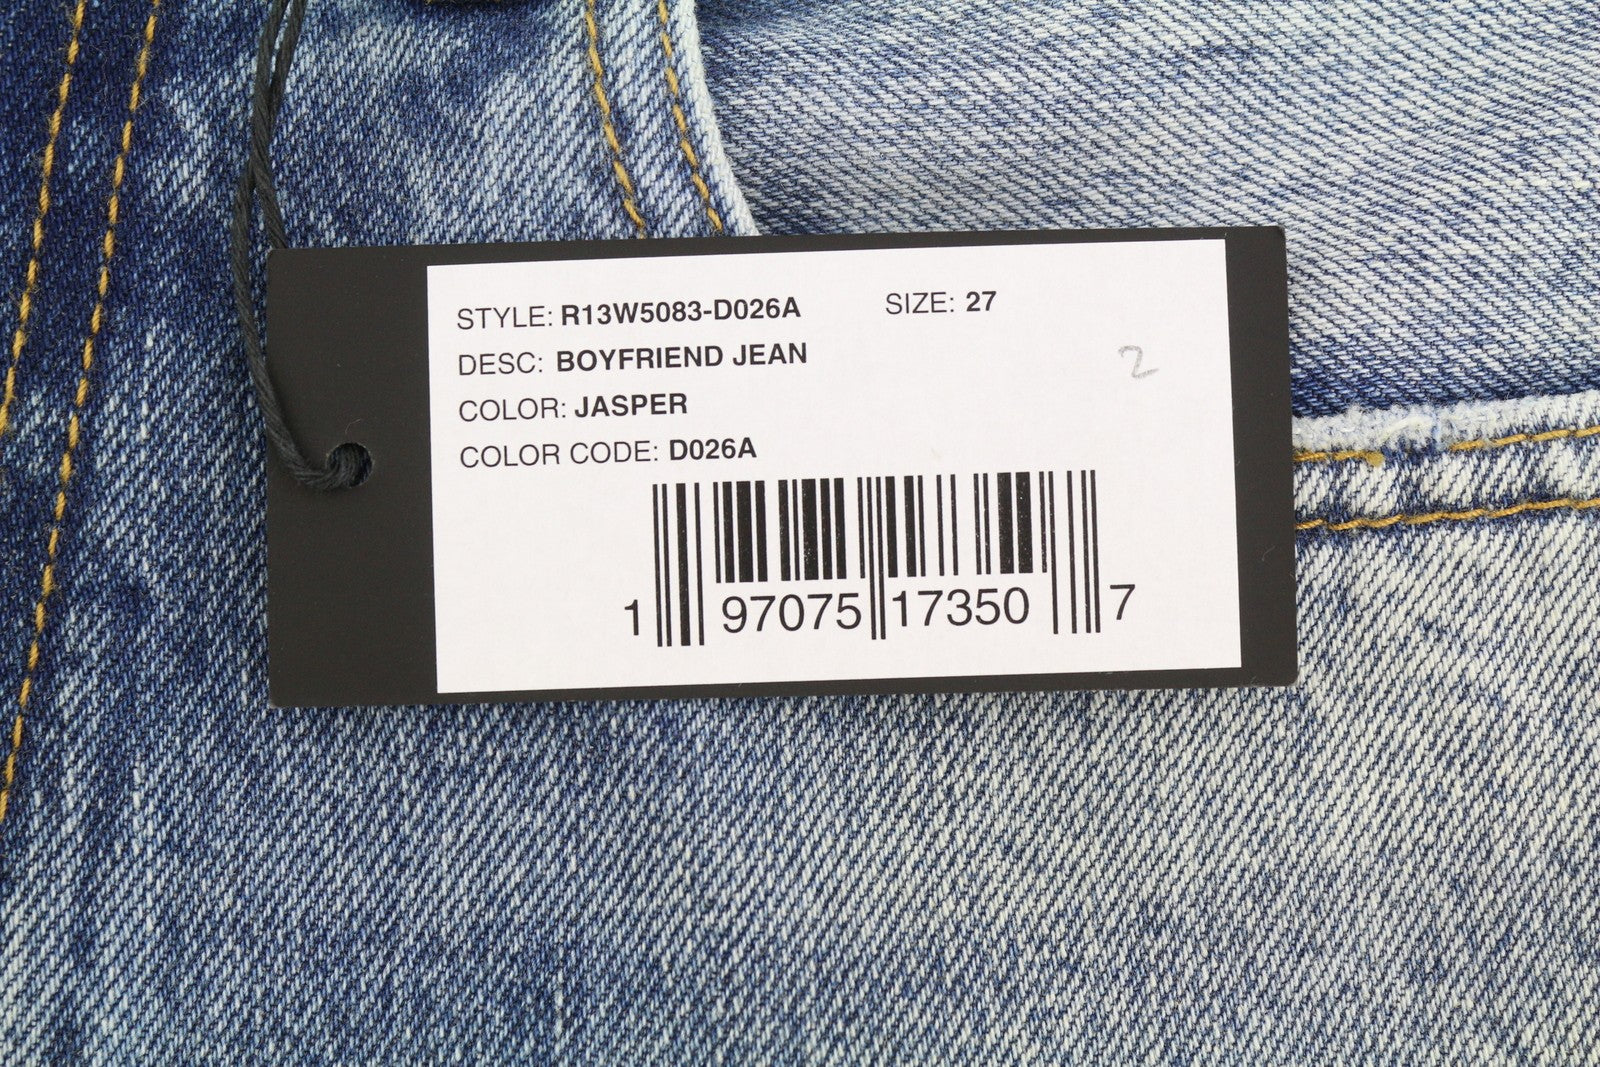 STYLE: R13W5083-D026A SIZE: 27
DESC: BOYFRIEND JEAN
2
COLOR: JASPER
COLOR CODE: D026A
1 97075 17350 7